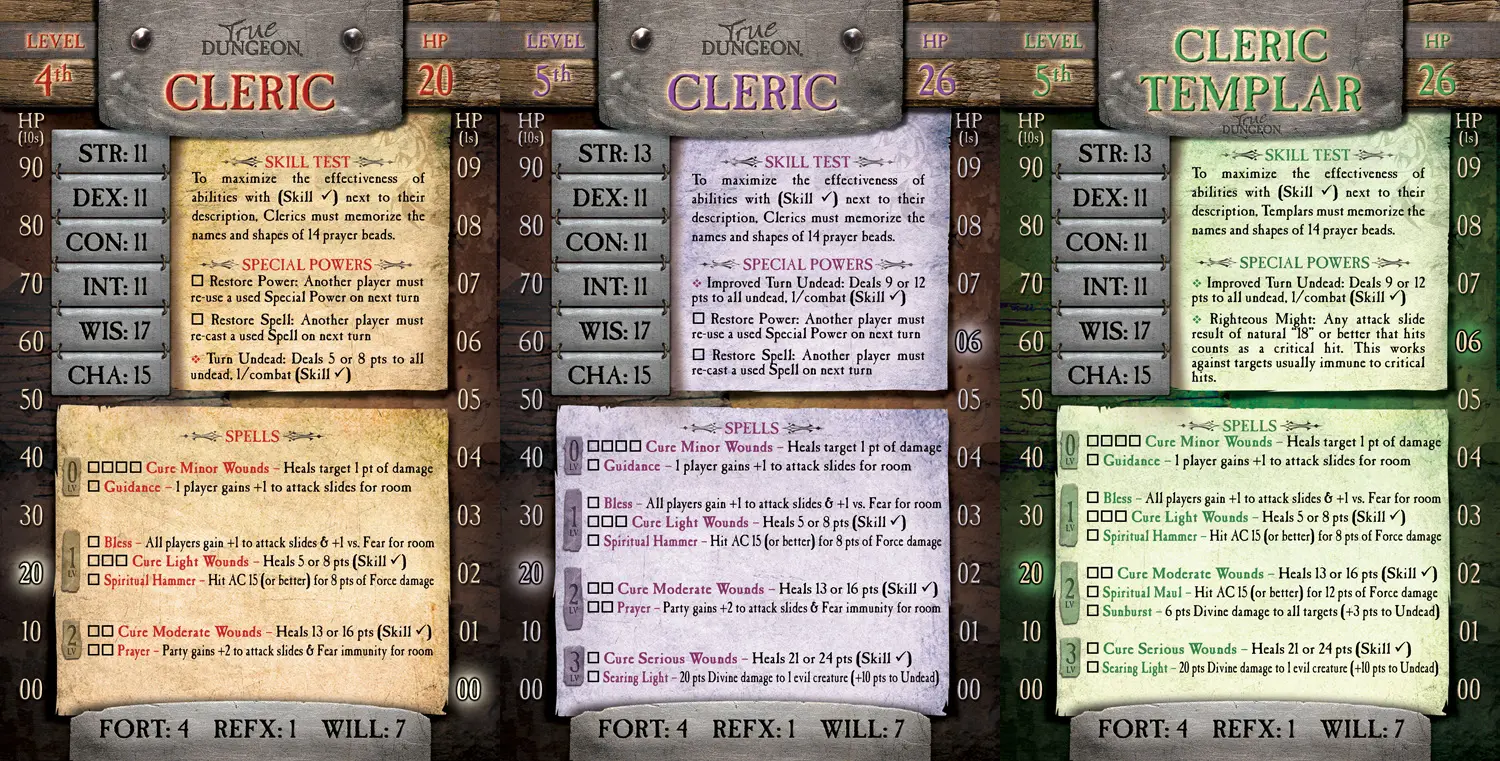 LEVEL
4th
True
DUNGEON
CLERIC
HP
20
HP
(10s)
90
80
70
60
50
40
30
20
10
00
STR: 11
DEX: 11
CON: 11
INT: 11
WIS: 17
CHA: 15
SKILL TEST
To maximize the effectiveness of
abilities with (Skill ✓) next to their
description, Clerics must memorize the
names and shapes of 14 prayer beads.
SPECIAL POWERS
☐ Restore Power: Another player must
re-use a used Special Power on next turn
☐ Restore Spell: Another player must
re-cast a used Spell on next turn
❖ Turn Undead: Deals 5 or 8 pts to all
undead, 1/combat (Skill ✓)
HP
(1s)
09
08
07
06
05
04
03
02
01
00
SPELLS
0 LV
☐☐☐☐ Cure Minor Wounds – Heals target 1 pt of damage
☐ Guidance – 1 player gains +1 to attack slides for room
1 LV
☐ Bless – All players gain +1 to attack slides & +1 vs. Fear for room
☐☐☐ Cure Light Wounds – Heals 5 or 8 pts (Skill ✓)
☐ Spiritual Hammer – Hit AC 15 (or better) for 8 pts of Force damage
2 LV
☐☐ Cure Moderate Wounds – Heals 13 or 16 pts (Skill ✓)
☐☐ Prayer – Party gains +2 to attack slides & Fear immunity for room
FORT: 4 REFX: 1 WILL: 7
LEVEL
5th
True
DUNGEON
CLERIC
HP
26
HP
(10s)
90
80
70
60
50
40
30
20
10
00
STR: 13
DEX: 11
CON: 11
INT: 11
WIS: 17
CHA: 15
SKILL TEST
To maximize the effectiveness of
abilities with (Skill ✓) next to their
description, Clerics must memorize the
names and shapes of 14 prayer beads.
SPECIAL POWERS
❖ Improved Turn Undead: Deals 9 or 12
pts to all undead, 1/combat (Skill ✓)
☐ Restore Power: Another player must
re-use a used Special Power on next turn
☐ Restore Spell: Another player must
re-cast a used Spell on next turn
HP
(1s)
09
08
07
06
05
04
03
02
01
00
SPELLS
0 LV
☐☐☐☐ Cure Minor Wounds – Heals target 1 pt of damage
☐ Guidance – 1 player gains +1 to attack slides for room
1 LV
☐ Bless – All players gain +1 to attack slides & +1 vs. Fear for room
☐☐☐ Cure Light Wounds – Heals 5 or 8 pts (Skill ✓)
☐ Spiritual Hammer – Hit AC 15 (or better) for 8 pts of Force damage
2 LV
☐☐ Cure Moderate Wounds – Heals 13 or 16 pts (Skill ✓)
☐☐ Prayer – Party gains +2 to attack slides & Fear immunity for room
3 LV
☐ Cure Serious Wounds – Heals 21 or 24 pts (Skill ✓)
☐ Searing Light – 20 pts Divine damage to 1 evil creature (+10 pts to Undead)
FORT: 4 REFX: 1 WILL: 7
LEVEL
5th
CLERIC
TEMPLAR
True
DUNGEON
HP
26
HP
(10s)
90
80
70
60
50
40
30
20
10
00
STR: 13
DEX: 11
CON: 11
INT: 11
WIS: 17
CHA: 15
SKILL TEST
To maximize the effectiveness of
abilities with (Skill ✓) next to their
description, Templars must memorize the
names and shapes of 14 prayer beads.
SPECIAL POWERS
❖ Improved Turn Undead: Deals 9 or 12
pts to all undead, 1/combat (Skill ✓)
❖ Righteous Might: Any attack slide
result of natural "18" or better that hits
counts as a critical hit. This works
against targets usually immune to critical
hits.
HP
(1s)
09
08
07
06
05
04
03
02
01
00
SPELLS
0 LV
☐☐☐☐ Cure Minor Wounds – Heals target 1 pt of damage
☐ Guidance – 1 player gains +1 to attack slides for room
1 LV
☐ Bless – All players gain +1 to attack slides & +1 vs. Fear for room
☐☐☐ Cure Light Wounds – Heals 5 or 8 pts (Skill ✓)
☐ Spiritual Hammer – Hit AC 15 (or better) for 8 pts of Force damage
2 LV
☐☐ Cure Moderate Wounds – Heals 13 or 16 pts (Skill ✓)
☐ Spiritual Maul – Hit AC 15 (or better) for 12 pts of Force damage
☐ Sunburst – 6 pts Divine damage to all targets (+3 pts to Undead)
3 LV
☐ Cure Serious Wounds – Heals 21 or 24 pts (Skill ✓)
☐ Searing Light – 20 pts Divine damage to 1 evil creature (+10 pts to Undead)
FORT: 4 REFX: 1 WILL: 7